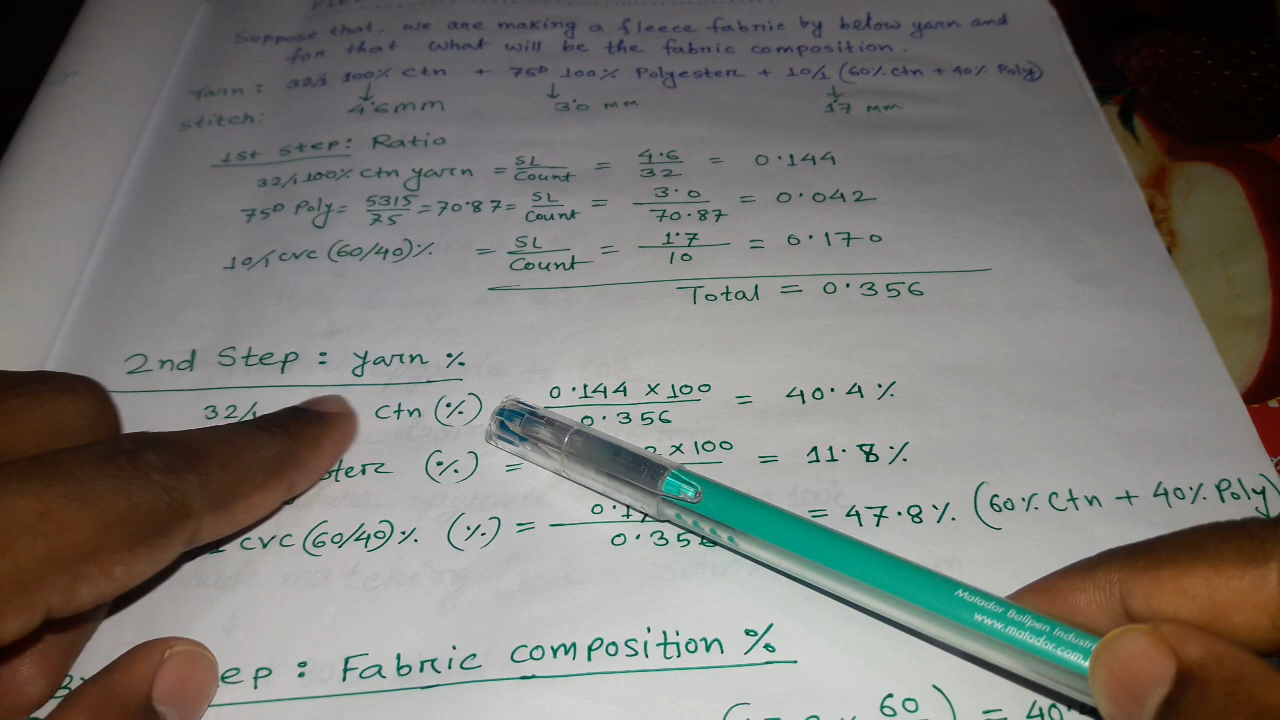 Suppose that, we are making a fleece fabric by below yarn and
for that what will be the fabric composition.
Yarn: 32/1 100% Ctn + 75D 100% Polyester + 10/1 (60% Ctn + 40% Poly)
Stitch: 4.6mm 3.0 mm 1.7 mm
1st Step: Ratio
32/1 100% Ctn yarn = SL/Count = 4.6/32 = 0.144
75D Poly = 5315/75 = 70.87 = SL/Count = 3.0/70.87 = 0.042
10/1 CVC (60/40)% = SL/Count = 1.7/10 = 0.170
Total = 0.356
2nd Step: Yarn %
32/1 Ctn (%) 0.144 x 100/0.356 = 40.4%
(%) = x 100 = 11.8%
CVC (60/40)% (%) = 0.356 = 47.8% (60% Ctn + 40% Poly)
: Fabric composition %
60 = 40
Matador Ballpen
www.matador.com